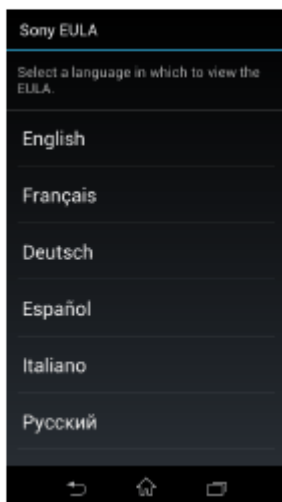 Sony EULA
Select a language in which to view the
EULA.
English
Français
Deutsch
Español
Italiano
Русский